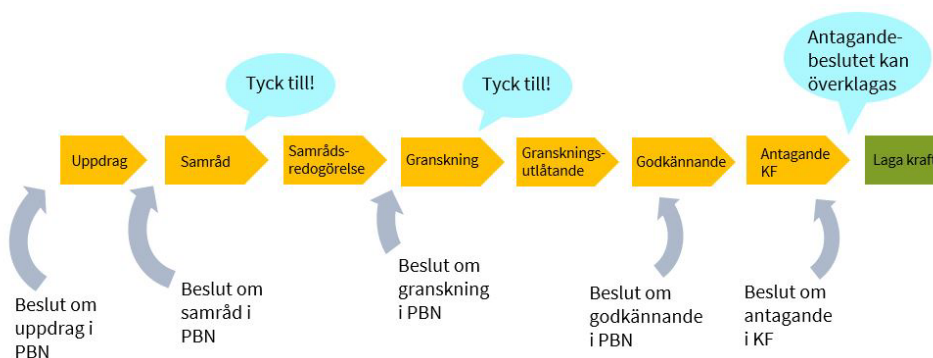 Tyck till!
Tyck till!
Antagande-
beslutet kan
överklagas
Uppdrag
Samråd
Samråds-
redogörelse
Granskning
Gransknings-
utlåtande
Godkännande
Antagande
KF
Laga kraft
Beslut om
uppdrag i
PBN
Beslut om
samråd i
PBN
Beslut om
granskning
i PBN
Beslut om
godkännande
i PBN
Beslut om
antagande
i KF